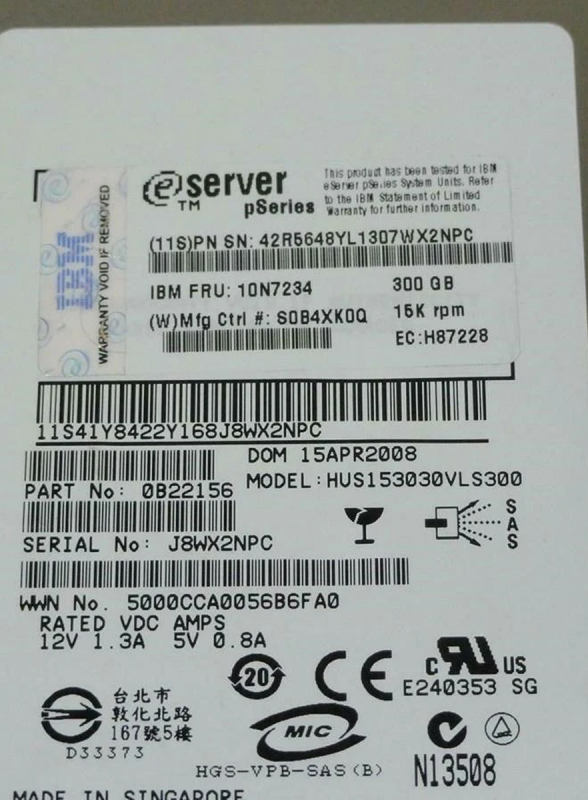 WARRANTY VOID IF REMOVED
IBM
eserver
TM pSeries
This product has been tested for IBM
eServer pSeries System Units. Refer
to the IBM Statement of Limited
Warranty for further information.
(11S)PN SN: 42R5648YL1307WX2NPC
IBM FRU: 10N7234 300 GB
(W)Mfg Ctrl #: S0B4XK0Q 15K rpm
EC:H87228
11S41Y8422Y168J8WX2NPC
DOM 15APR2008
PART No: 0B22156 MODEL:HUS153030VLS300
SERIAL No: J8WX2NPC
SAS
WWN No. 5000CCA0056B6FA0
RATED VDC AMPS
12V 1.3A 5V 0.8A
20
CE
c RU US
E240353 SG
台北市
敦化北路
167號5樓
D33373
MIC
HGS-VPB-SAS(B)
N13508
MADE IN SINGAPORE